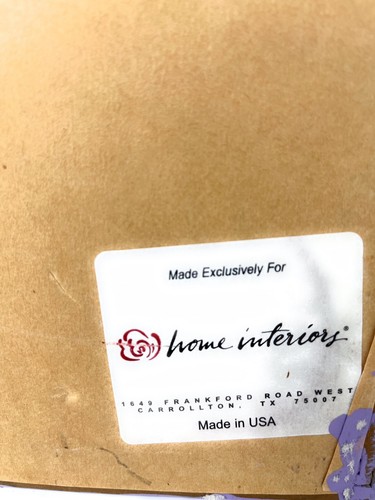 Made Exclusively For
home interiors®
1649 FRANKFORD ROAD WEST
CARROLLTON, TX 75007
Made in USA